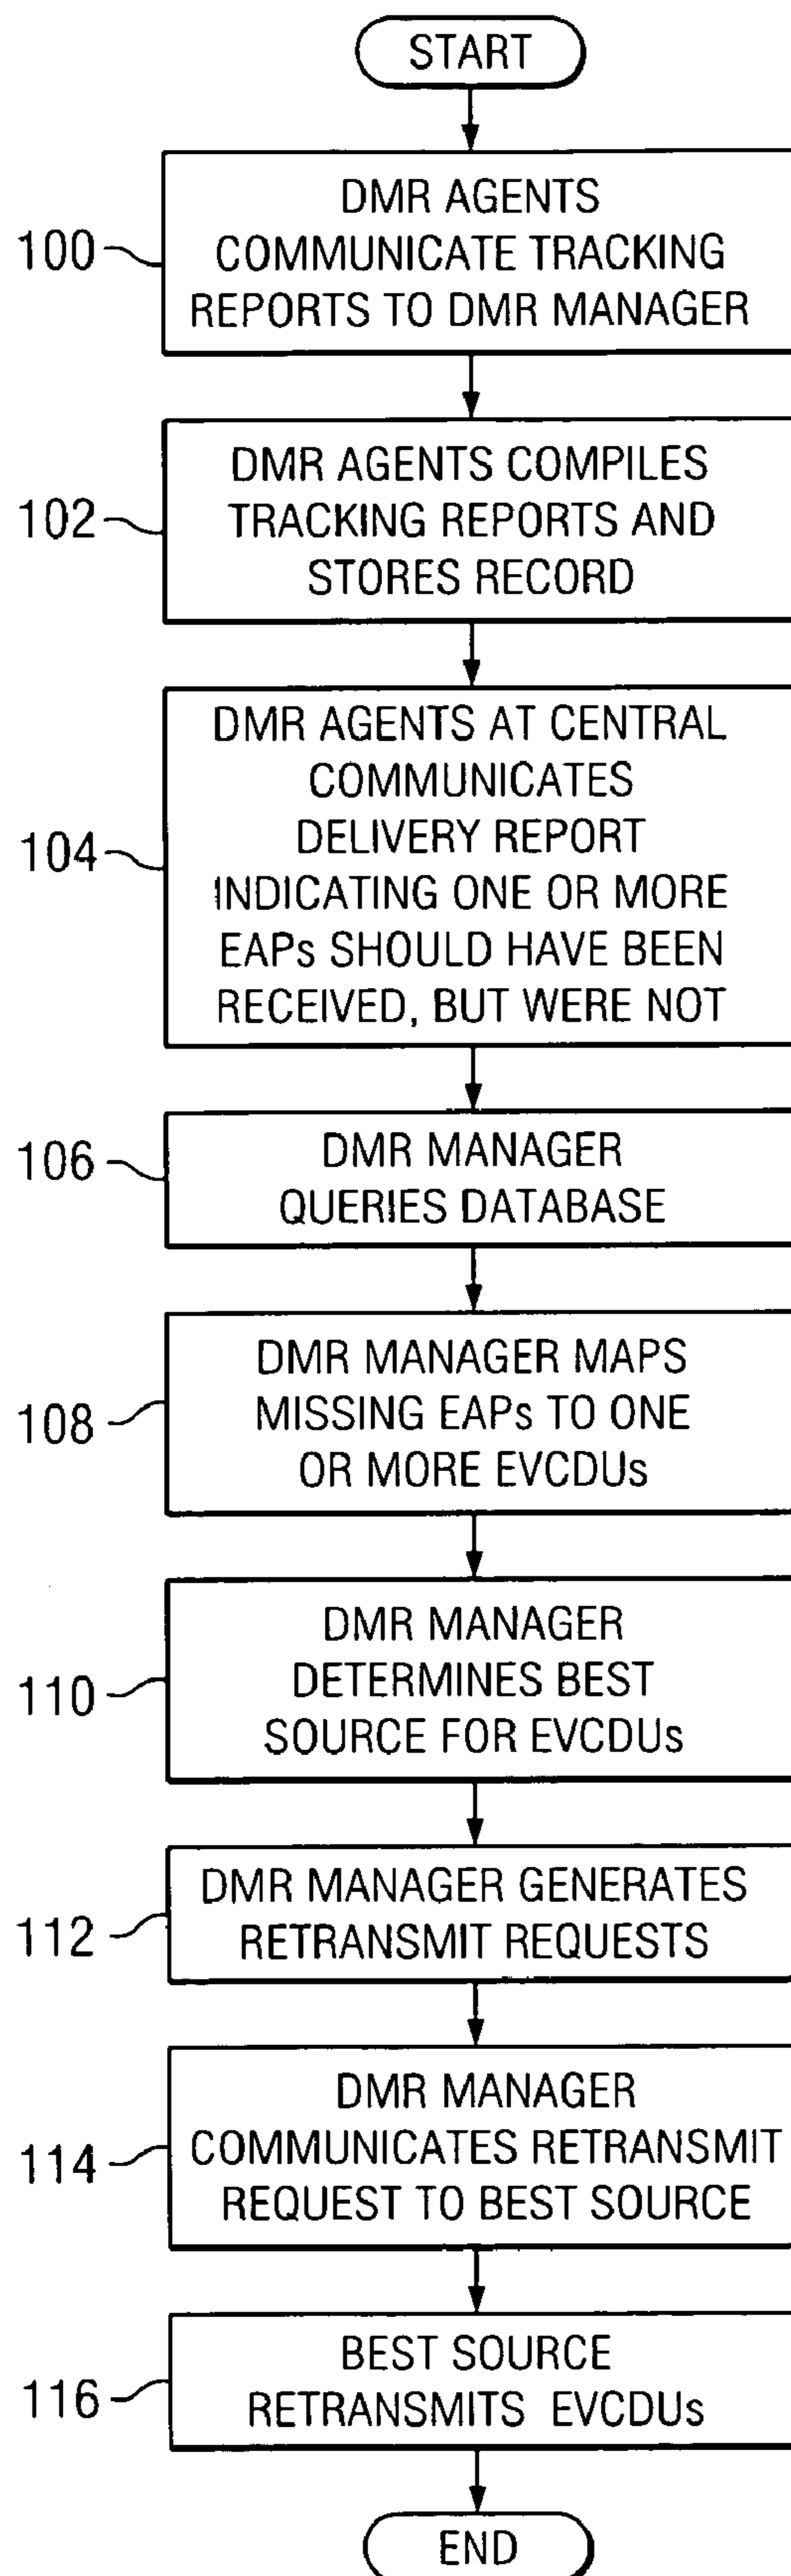 START
100
DMR AGENTS
COMMUNICATE TRACKING
REPORTS TO DMR MANAGER
102
DMR AGENTS COMPILES
TRACKING REPORTS AND
STORES RECORD
104
DMR AGENTS AT CENTRAL
COMMUNICATES
DELIVERY REPORT
INDICATING ONE OR MORE
EAPs SHOULD HAVE BEEN
RECEIVED, BUT WERE NOT
106
DMR MANAGER
QUERIES DATABASE
108
DMR MANAGER MAPS
MISSING EAPs TO ONE
OR MORE EVCDUs
110
DMR MANAGER
DETERMINES BEST
SOURCE FOR EVCDUs
112
DMR MANAGER GENERATES
RETRANSMIT REQUESTS
114
DMR MANAGER
COMMUNICATES RETRANSMIT
REQUEST TO BEST SOURCE
116
BEST SOURCE
RETRANSMITS EVCDUs
END